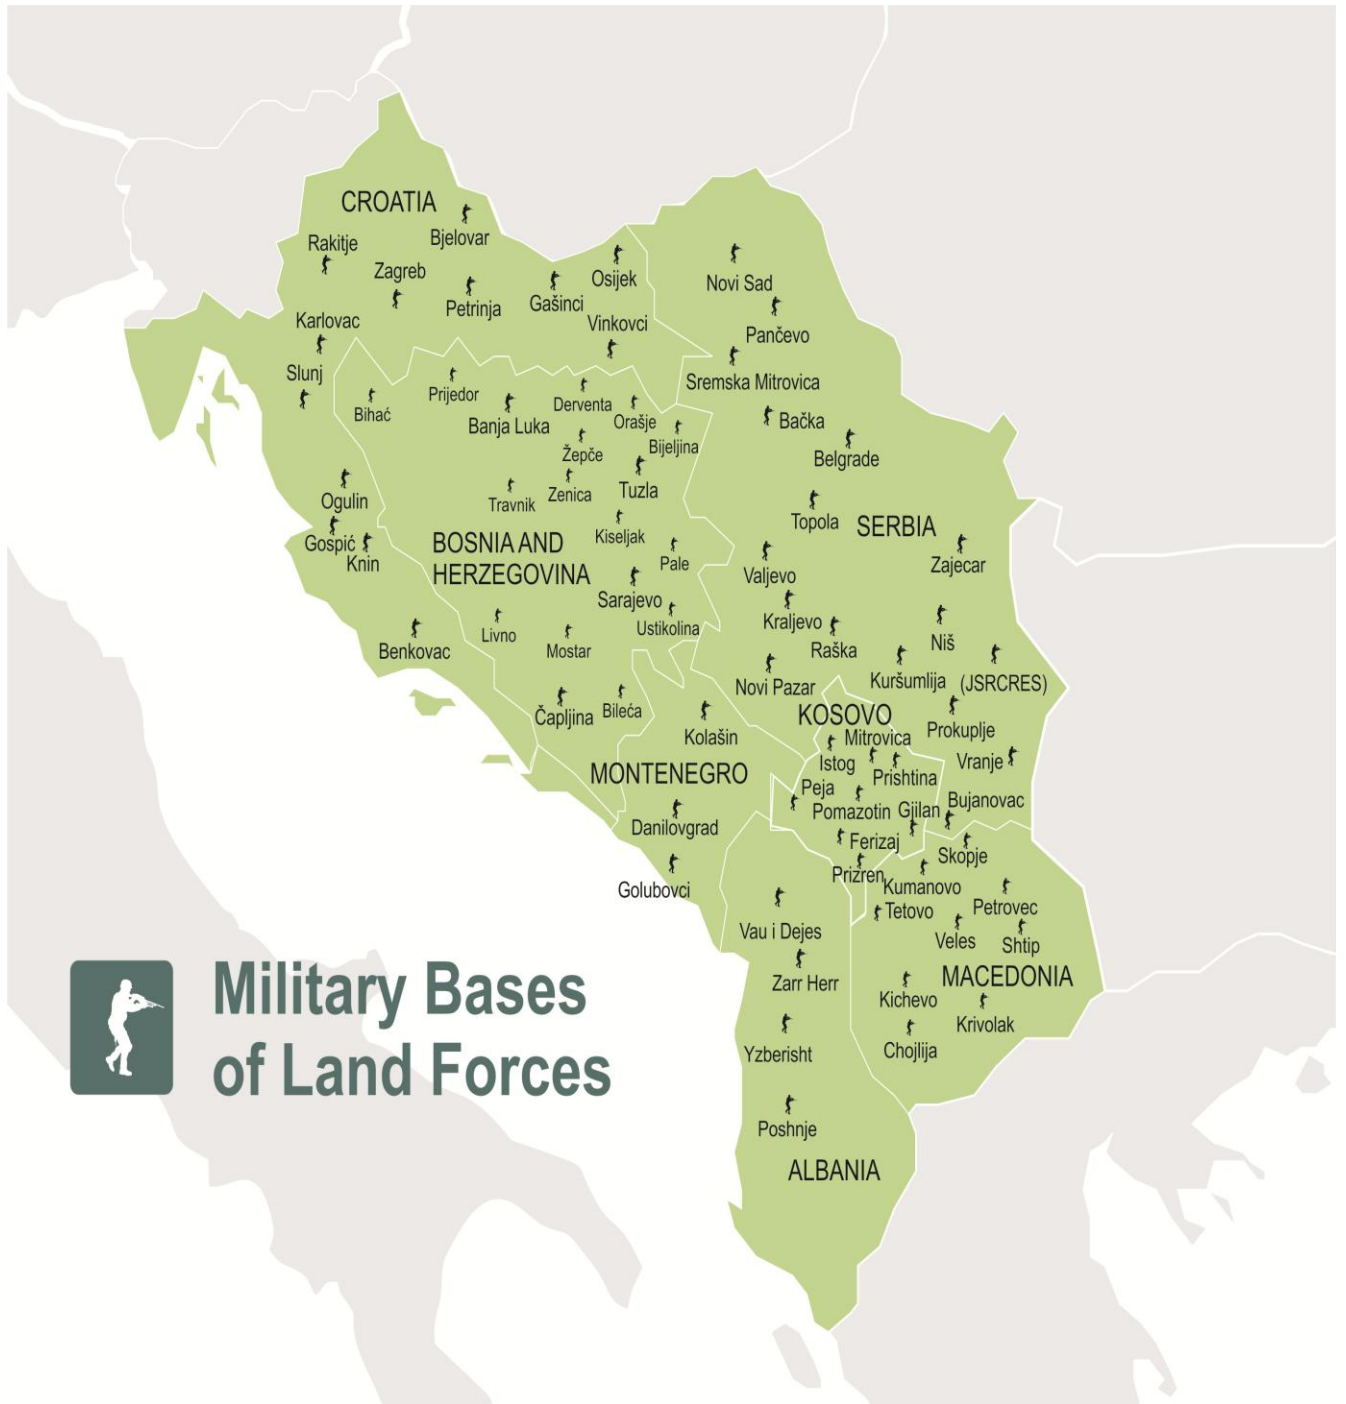 CROATIA
Bjelovar
Rakitje
Zagreb
Osijek
Gašinci
Petrinja
Karlovac
Vinkovci
Slunj
Ogulin
Gospić
Knin
Benkovac
Bihać
Prijedor
Banja Luka
Derventa
Orašje
Bijeljina
Žepče
Tuzla
Zenica
Travnik
Kiseljak
BOSNIA AND
HERZEGOVINA
Pale
Sarajevo
Ustikolina
Livno
Mostar
Čapljina
Bileća
Novi Sad
Pančevo
Sremska Mitrovica
Bačka
Belgrade
Topola
SERBIA
Zajecar
Valjevo
Kraljevo
Raška
Niš
Novi Pazar
Kuršumlija
(JSRCRES)
Prokuplje
Vranje
Bujanovac
KOSOVO
Mitrovica
Istog
Prishtina
Peja
Pomazotin
Gjilan
Ferizaj
Prizren
Kolašin
MONTENEGRO
Danilovgrad
Golubovci
Skopje
Kumanovo
Petrovec
Tetovo
Veles
Shtip
MACEDONIA
Kichevo
Krivolak
Chojlija
Vau i Dejes
Zarr Herr
Yzberisht
Poshnje
ALBANIA
Military Bases
of Land Forces